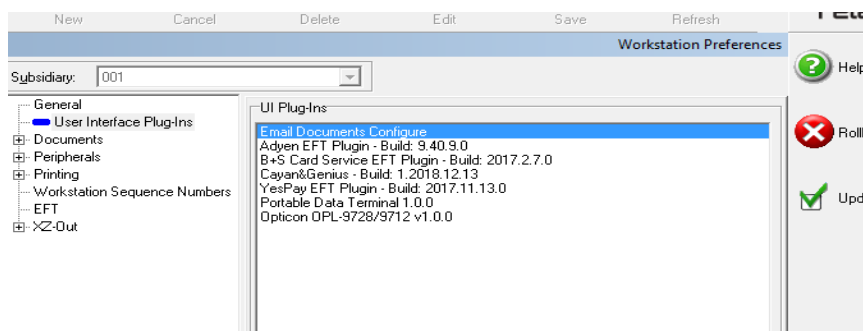 New Cancel Delete Edit Save Refresh
Workstation Preferences
Subsidiary: 001
General
User Interface Plug-Ins
Documents
Peripherals
Printing
Workstation Sequence Numbers
EFT
XZ-Out
UI Plug-Ins
Email Documents Configure
Adyen EFT Plugin - Build: 9.40.9.0
B+S Card Service EFT Plugin - Build: 2017.2.7.0
Cayan&Genius - Build: 1.2018.12.13
YesPay EFT Plugin - Build: 2017.11.13.0
Portable Data Terminal 1.0.0
Opticon OPL-9728/9712 v1.0.0
Help
Roll
Upd